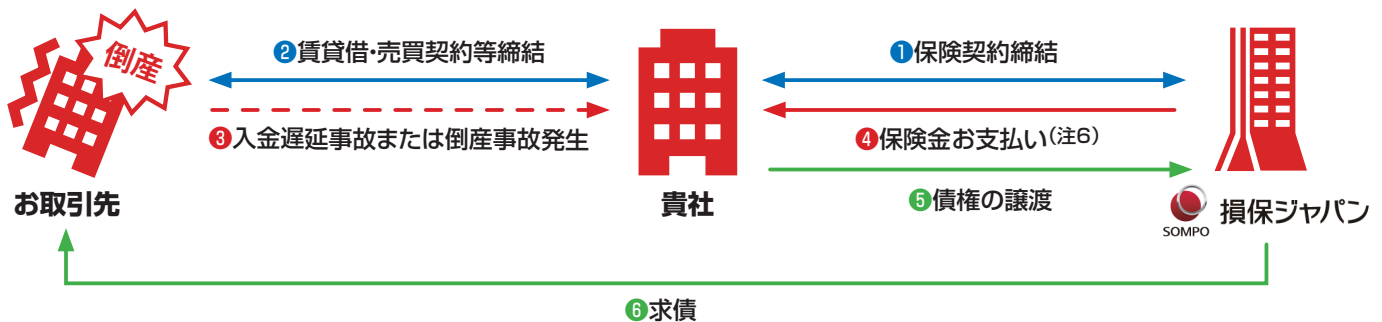 倒産
❷賃貸借・売買契約等締結
❶保険契約締結
❸入金遅延事故または倒産事故発生
❹保険金お支払い(注6)
お取引先
貴社
❺債権の譲渡
SOMPO
損保ジャパン
❻求債